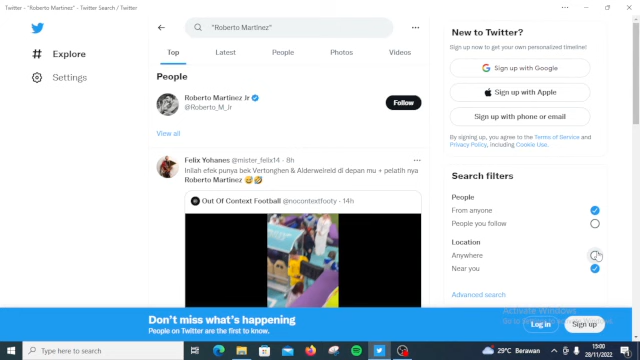 Twitter - "Roberto Martinez" - Twitter Search / Twitter
"Roberto Martinez"
Explore
Settings
Top
Latest
People
Photos
Videos
People
Roberto Martinez Jr
@Roberto_M_Jr
Follow
View all
Felix Yohanes @mister_felix14 · 8h
Inilah efek punya bek Vertonghen & Alderweireld di depan mu + pelatih nya
Roberto Martinez 😅🤣
Out Of Context Football @nocontextfooty · 14h
New to Twitter?
Sign up now to get your own personalized timeline!
Sign up with Google
Sign up with Apple
Sign up with phone or email
By signing up, you agree to the Terms of Service and
Privacy Policy, including Cookie Use.
Search filters
People
From anyone
People you follow
Location
Anywhere
Near you
Advanced search
Activate Windows
Don't miss what's happening
People on Twitter are the first to know.
Log in
Sign up
Type here to search
29°C Berawan
15:00
28/11/2022